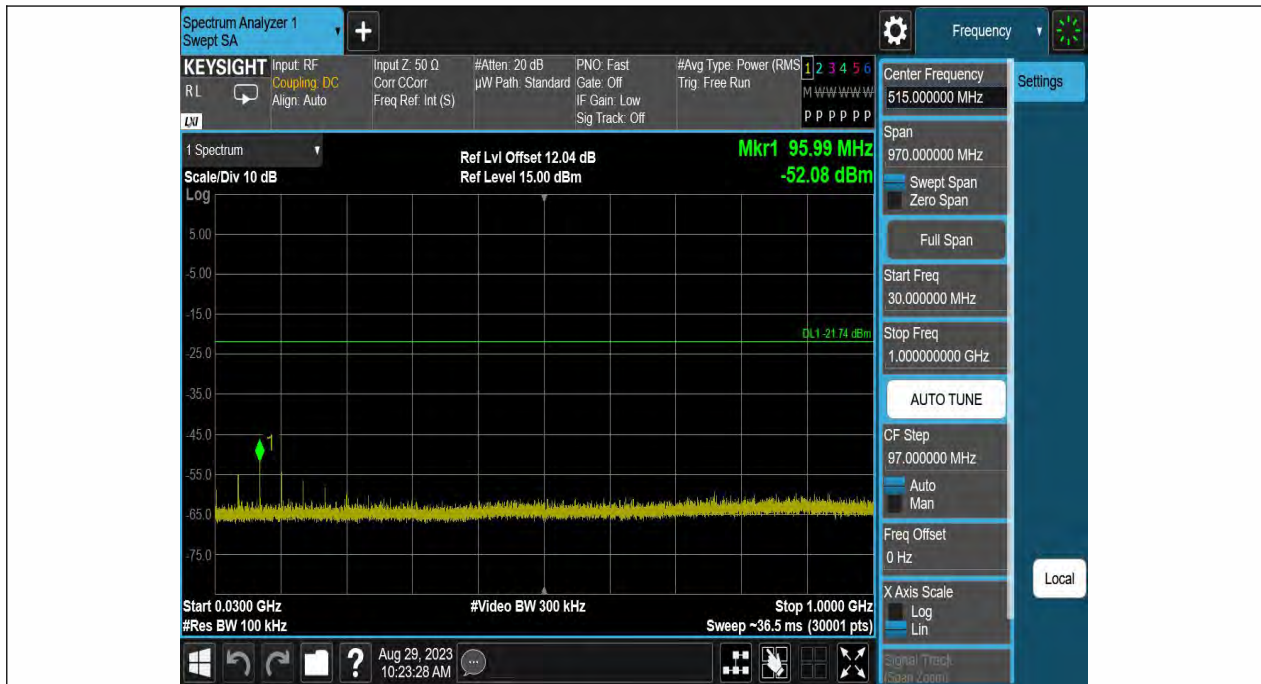 Spectrum Analyzer 1
Swept SA
+
Frequency
KEYSIGHT
RL
LXI
Input: RF
Coupling: DC
Align: Auto
Input Z: 50 Ω
Corr CCorr
Freq Ref: Int (S)
#Atten: 20 dB
µW Path: Standard
PNO: Fast
Gate: Off
IF Gain: Low
Sig Track: Off
#Avg Type: Power (RMS
Trig: Free Run
1 2 3 4 5 6
M W W W W W
P P P P P P
1 Spectrum
Scale/Div 10 dB
Log
Ref Lvl Offset 12.04 dB
Ref Level 15.00 dBm
Mkr1 95.99 MHz
-52.08 dBm
5.00
-5.00
-15.0
DL1 -21.74 dBm
-25.0
-35.0
-45.0
1
-55.0
-65.0
-75.0
Start 0.0300 GHz
#Res BW 100 kHz
#Video BW 300 kHz
Stop 1.0000 GHz
Sweep ~36.5 ms (30001 pts)
Center Frequency
515.000000 MHz
Settings
Span
970.000000 MHz
Swept Span
Zero Span
Full Span
Start Freq
30.000000 MHz
Stop Freq
1.000000000 GHz
AUTO TUNE
CF Step
97.000000 MHz
Auto
Man
Freq Offset
0 Hz
Local
X Axis Scale
Log
Lin
Signal Track
(Span Zoom)
?
Aug 29, 2023
10:23:28 AM